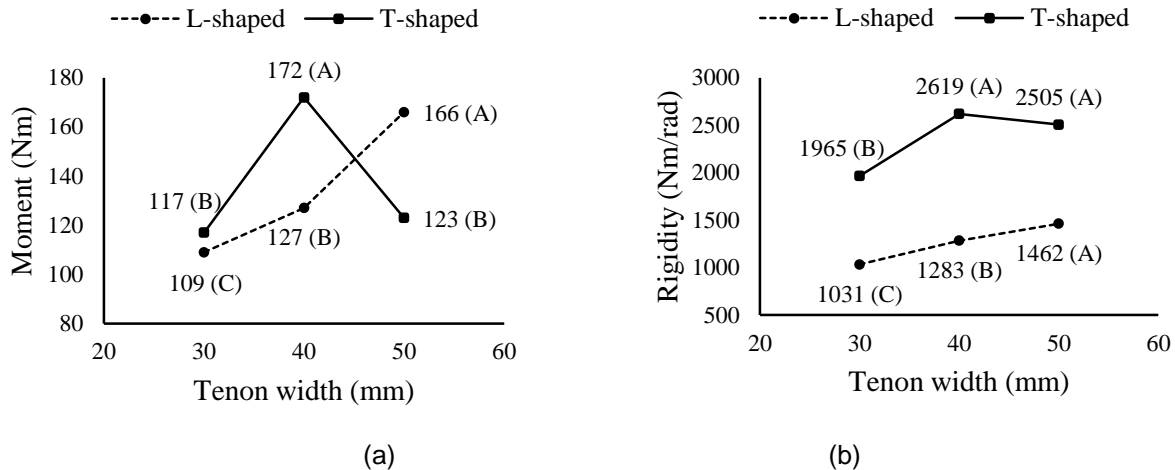 L-shaped T-shaped
180
160
140
120
100
80
20 30 40 50 60
Moment (Nm)
Tenon width (mm)
172 (A)
166 (A)
117 (B)
127 (B)
123 (B)
109 (C)
(a)
L-shaped T-shaped
3000
2500
2000
1500
1000
500
20 30 40 50 60
Rigidity (Nm/rad)
Tenon width (mm)
2619 (A)
2505 (A)
1965 (B)
1462 (A)
1283 (B)
1031 (C)
(b)